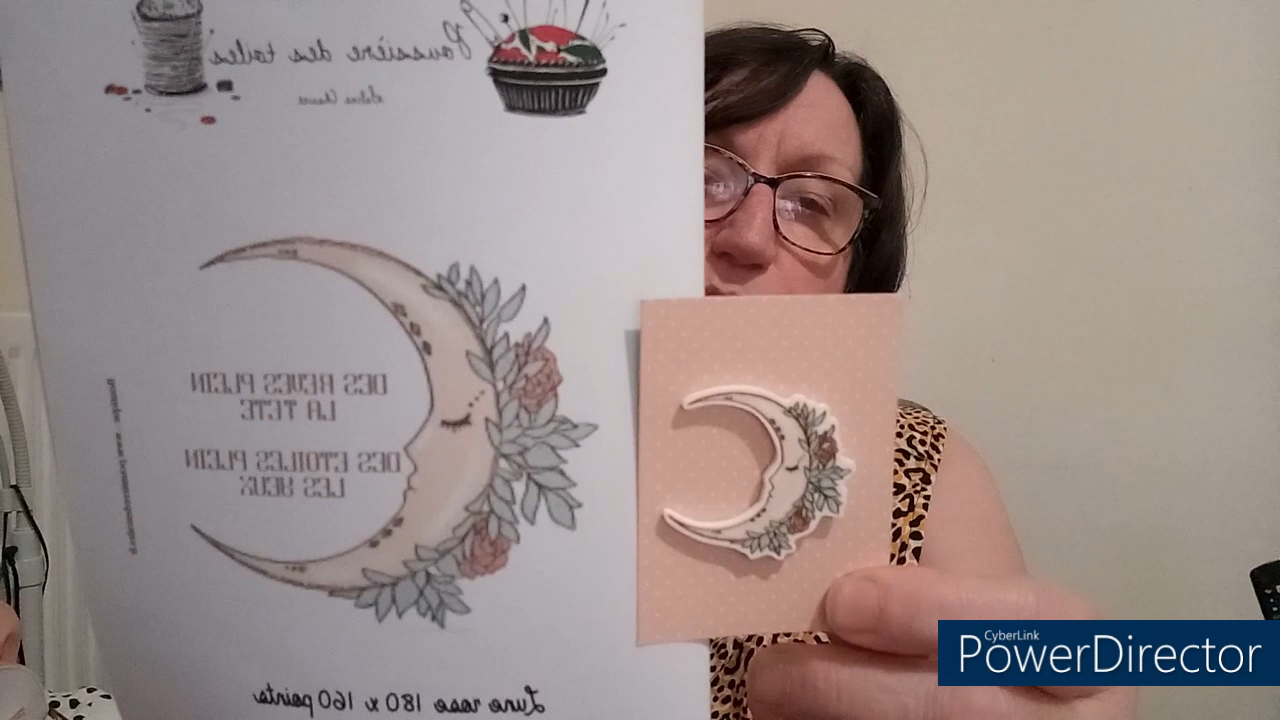 Poussière des toiles
DES REVES PLEIN
LA TETE
DES ETOILES PLEIN
LES YEUX
Lune rose 180 x 160 points
CyberLink
PowerDirector